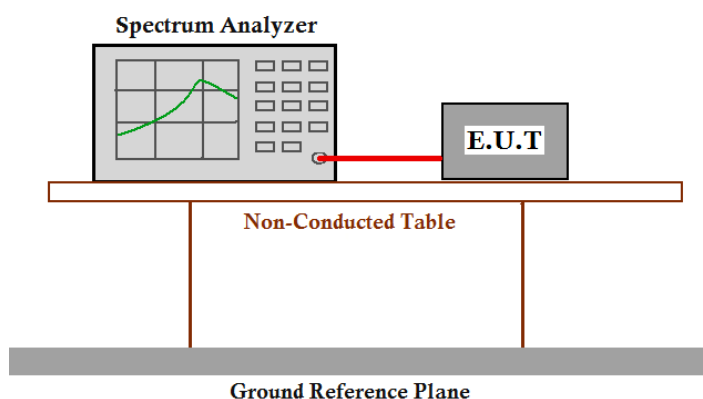 Spectrum Analyzer
E.U.T
Non-Conducted Table
Ground Reference Plane